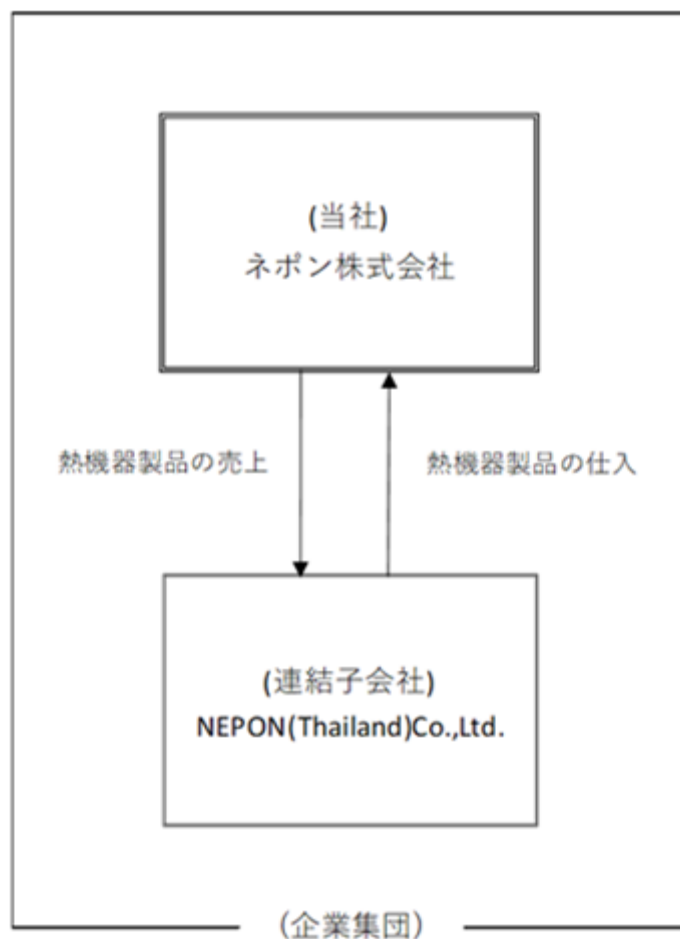 (当社)
ネポン株式会社
熱機器製品の売上
熱機器製品の仕入
(連結子会社)
NEPON(Thailand)Co.,Ltd.
(企業集団)